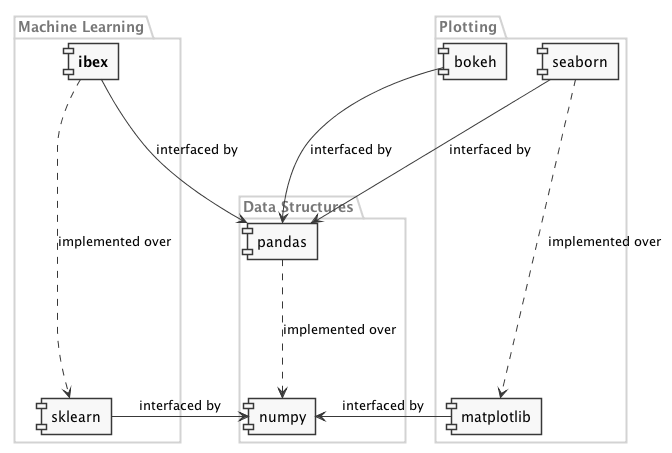 Machine Learning
Plotting
ibex
bokeh
seaborn
interfaced by
interfaced by
interfaced by
Data Structures
pandas
implemented over
implemented over
implemented over
sklearn
interfaced by
numpy
interfaced by
matplotlib